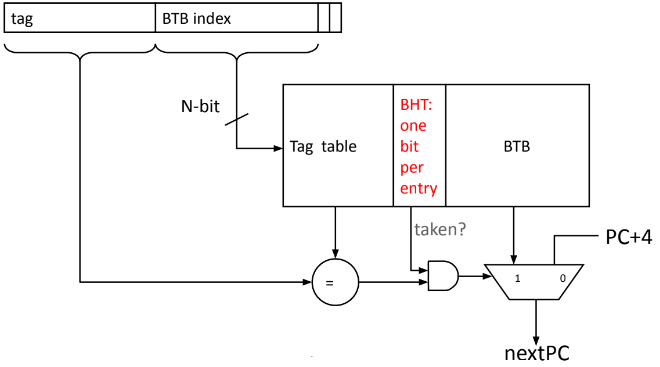 tag BTB index
N-bit
Tag table
BHT:
one
bit
per
entry
BTB
taken?
PC+4
=
1 0
nextPC